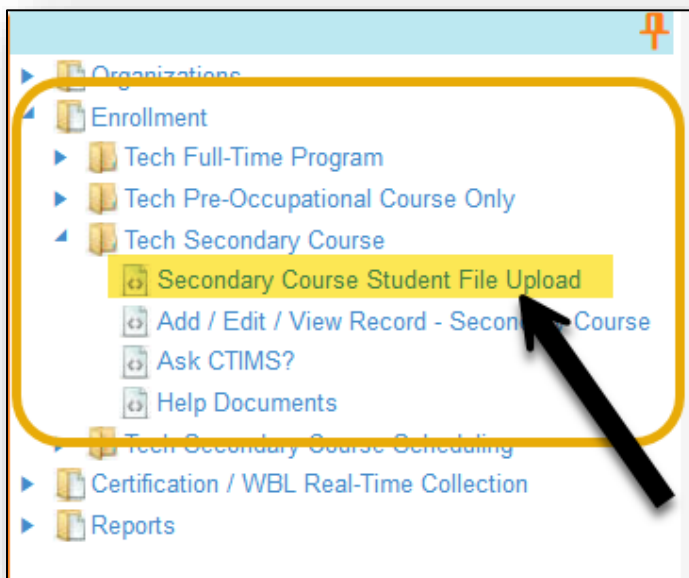 Organizations
Enrollment
Tech Full-Time Program
Tech Pre-Occupational Course Only
Tech Secondary Course
Secondary Course Student File Upload
Add / Edit / View Record - Secondary Course
Ask CTIMS?
Help Documents
Tech Secondary Course Scheduling
Certification / WBL Real-Time Collection
Reports